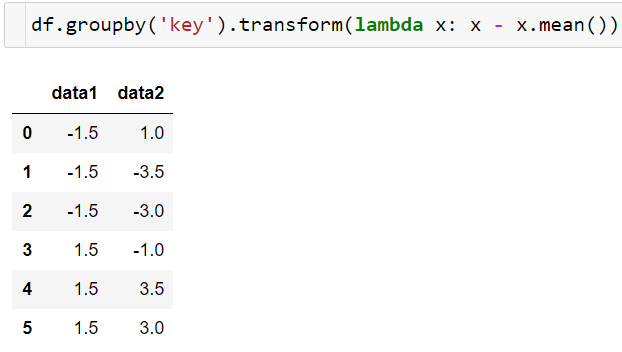 df.groupby('key').transform(lambda x: x - x.mean())
data1 data2
0 -1.5 1.0
1 -1.5 -3.5
2 -1.5 -3.0
3 1.5 -1.0
4 1.5 3.5
5 1.5 3.0